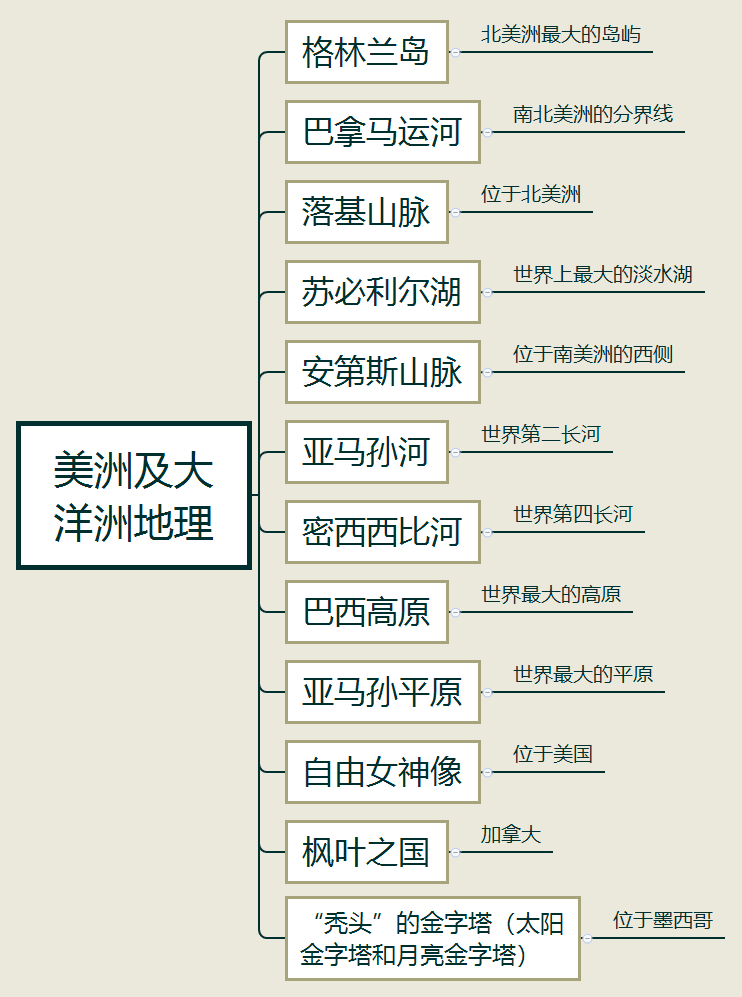 美洲及大
洋洲地理
格林兰岛
北美洲最大的岛屿
巴拿马运河
南北美洲的分界线
落基山脉
位于北美洲
苏必利尔湖
世界上最大的淡水湖
安第斯山脉
位于南美洲的西侧
亚马孙河
世界第二长河
密西西比河
世界第四长河
巴西高原
世界最大的高原
亚马孙平原
世界最大的平原
自由女神像
位于美国
枫叶之国
加拿大
“秃头”的金字塔（太阳
金字塔和月亮金字塔）
位于墨西哥